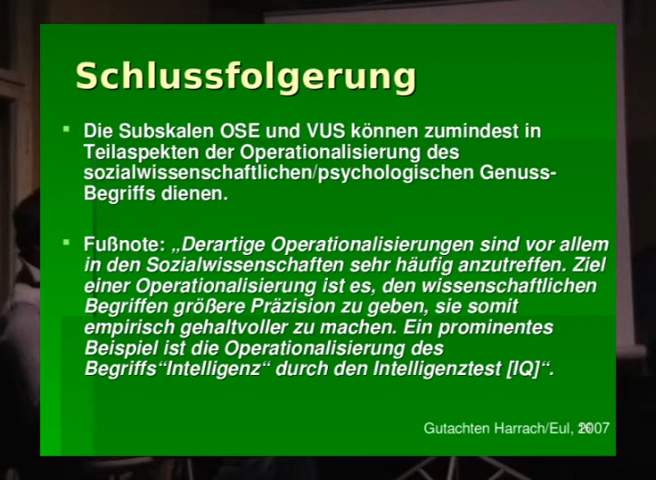 Schlussfolgerung
Die Subskalen OSE und VUS können zumindest in
Teilaspekten der Operationalisierung des
sozialwissenschaftlichen/psychologischen Genuss-
Begriffs dienen.
Fußnote: „Derartige Operationalisierungen sind vor allem
in den Sozialwissenschaften sehr häufig anzutreffen. Ziel
einer Operationalisierung ist es, den wissenschaftlichen
Begriffen größere Präzision zu geben, sie somit
empirisch gehaltvoller zu machen. Ein prominentes
Beispiel ist die Operationalisierung des
Begriffs“Intelligenz“ durch den Intelligenztest [IQ]“.
Gutachten Harrach/Eul, 2007